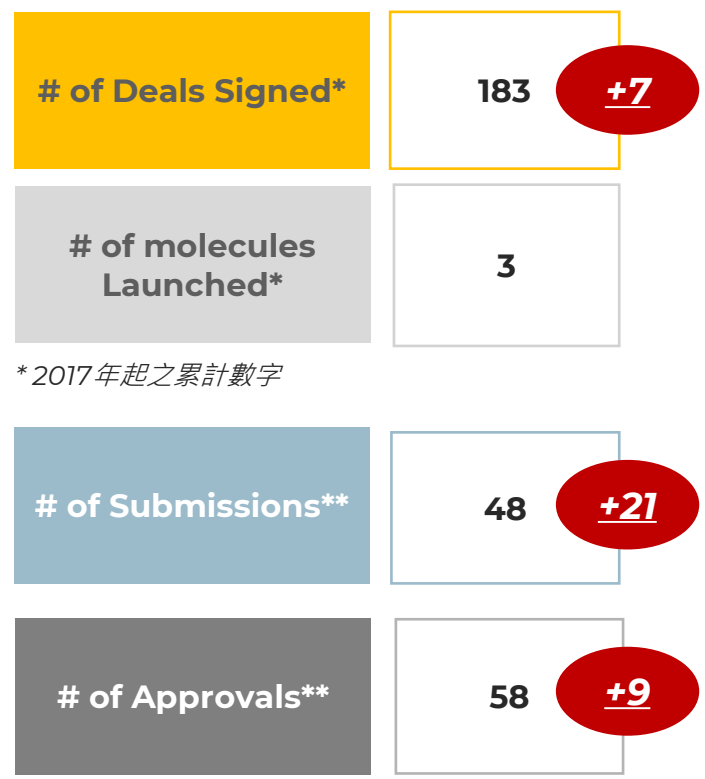 # of Deals Signed*
183
+7
# of molecules
Launched*
3
* 2017年起之累計數字
# of Submissions**
48
+21
# of Approvals**
58
+9